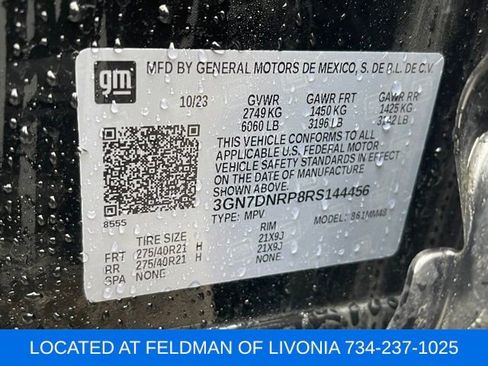 gm
MFD BY GENERAL MOTORS DE MEXICO, S. DE R.L. DE C.V.
10/23 GVWR GAWR FRT GAWR RR
2749 KG 1450 KG 1425 KG
6060 LB 3196 LB 3142 LB
THIS VEHICLE CONFORMS TO ALL
APPLICABLE U.S. FEDERAL MOTOR
VEHICLE SAFETY STANDARDS IN EFFECT
ON THE DATE OF MANUFACTURE SHOWN ABOVE.
3GN7DNRP8RS144456
TYPE: MPV MODEL: 861MM48
8555
TIRE SIZE RIM
FRT 275/40R21 H 21X9J
RR 275/40R21 H 21X9J
SPA NONE NONE
LOCATED AT FELDMAN OF LIVONIA 734-237-1025